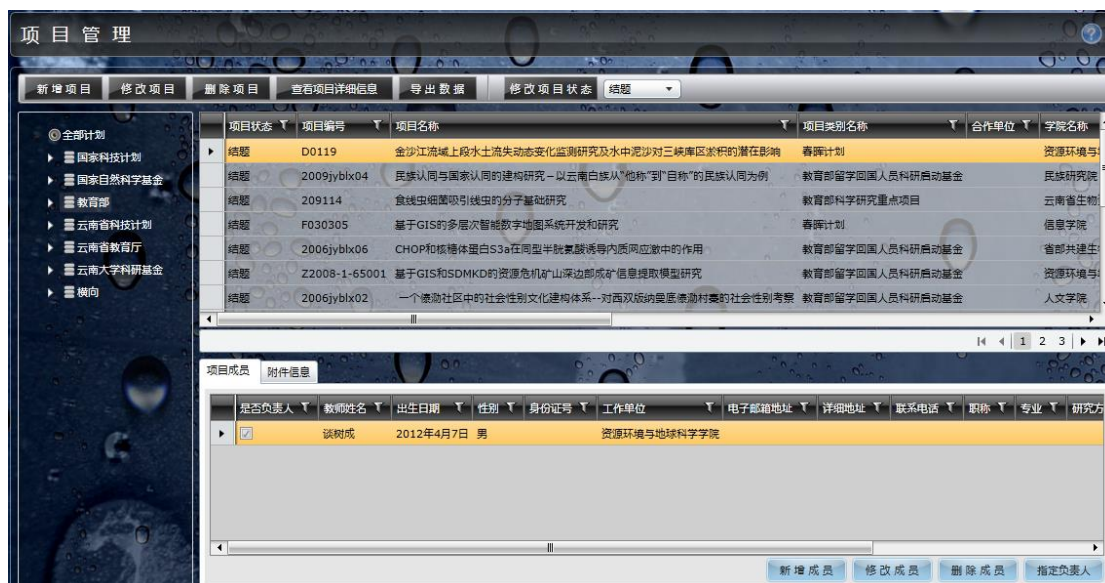 项目管理
新增项目 修改项目 删除项目 查看项目详细信息 导出数据 修改项目状态 结题
全部计划
国家科技计划
国家自然科学基金
教育部
云南省科技计划
云南省教育厅
云南大学科研基金
横向
项目状态 项目编号 项目名称 项目类别名称 合作单位 学院名称
结题 D0119 金沙江流域上段水土流失动态变化监测研究及水中泥沙对三峡库区淤积的潜在影响 春晖计划 资源环境与
结题 2009jyblx04 民族认同与国家认同的建构研究-以云南白族从"他称"到"自称"的民族认同为例 教育部留学回国人员科研启动基金 民族研究院
结题 209114 食线虫细菌吸引线虫的分子基础研究 教育部科学研究重点项目 云南省生物
结题 F030305 基于GIS的多层次智能数字地图系统开发和研究 春晖计划 信息学院
结题 2006jyblx06 CHOP和核糖体蛋白S3a在同型半胱氨酸诱导内质网应激中的作用 教育部留学回国人员科研启动基金 省部共建生
结题 Z2008-1-65001 基于GIS和SDMKD的资源危机矿山深边部成矿信息提取模型研究 教育部留学回国人员科研启动基金 资源环境与
结题 2006jyblx02 一个傣泐社区中的社会性别文化建构体系--对西双版纳曼底傣泐村寨的社会性别考察 教育部留学回国人员科研启动基金 人文学院
1 2 3
项目成员 附件信息
是否负责人 教师姓名 出生日期 性别 身份证号 工作单位 电子邮箱地址 详细地址 联系电话 职称 专业 研究方
谈树成 2012年4月7日 男 资源环境与地球科学学院
新增成员 修改成员 删除成员 指定负责人